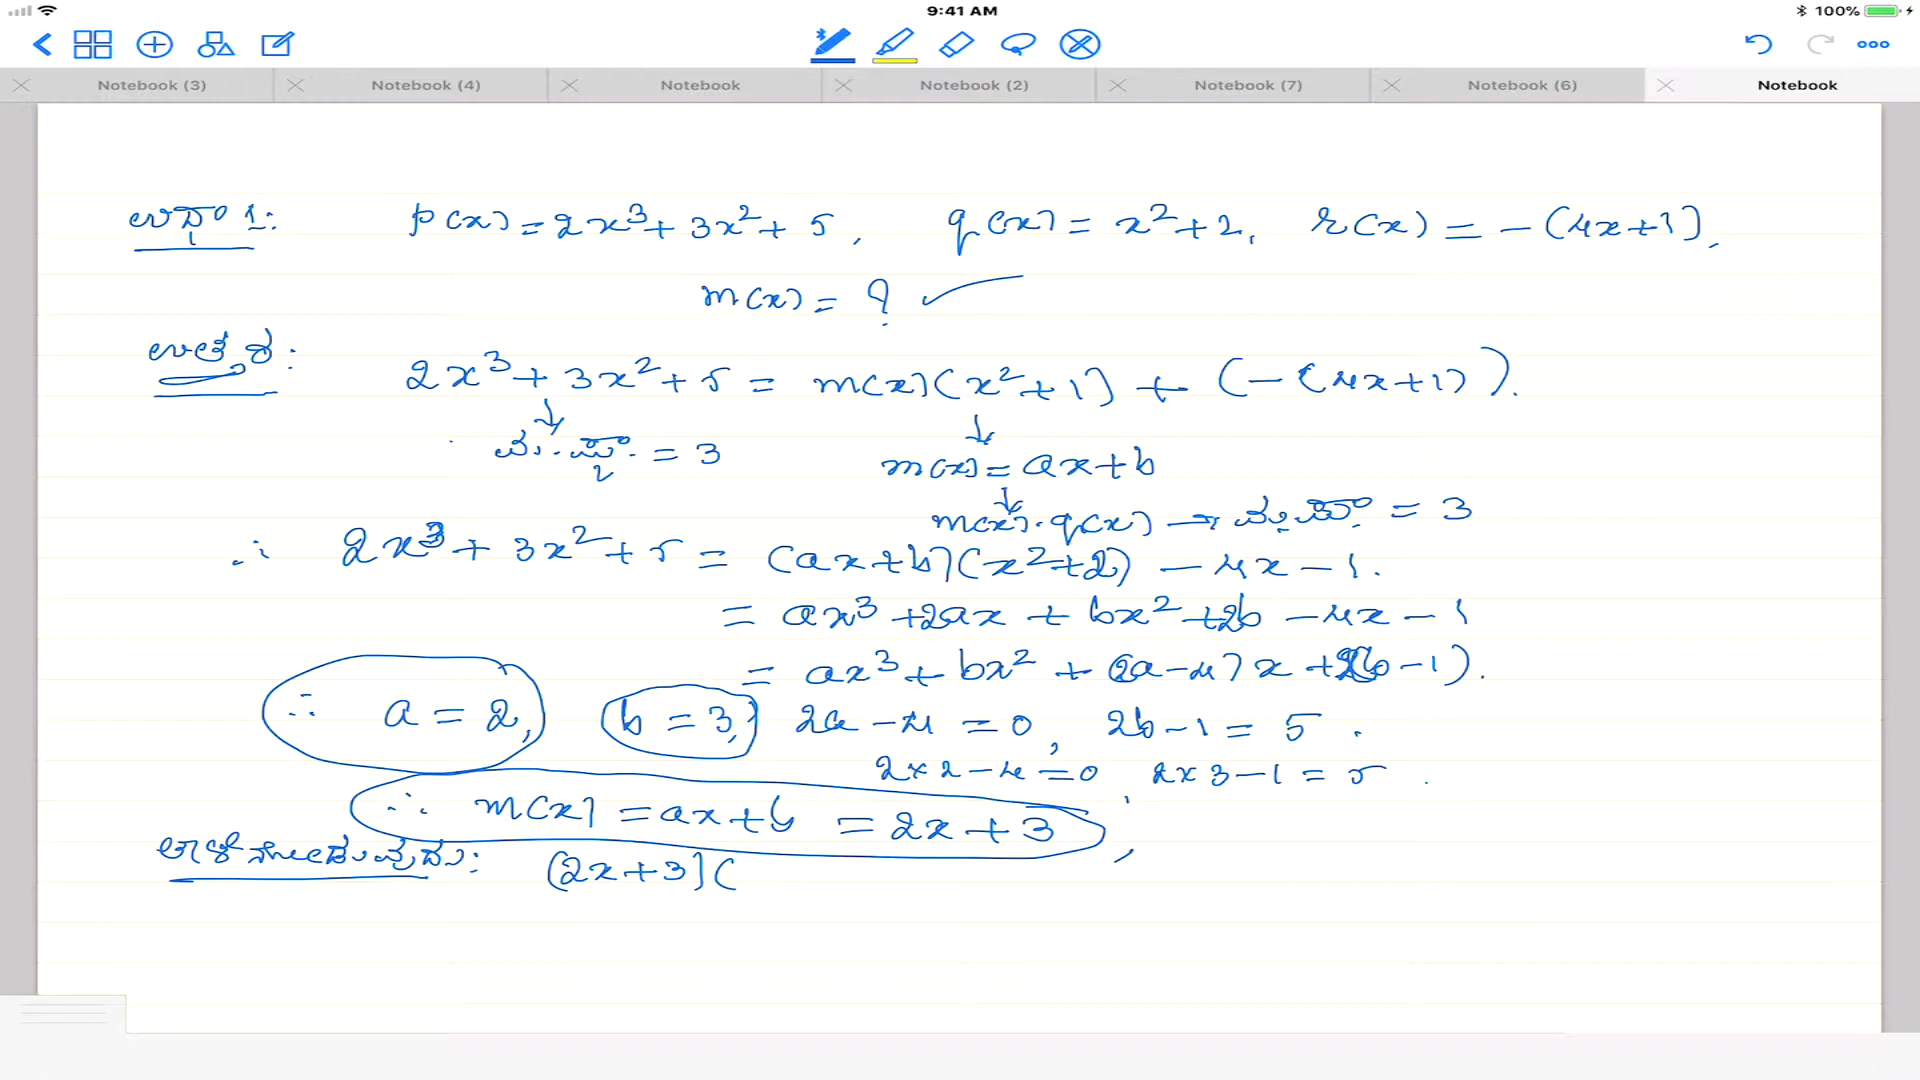 9:41 AM 100%
Notebook (3) Notebook (4) Notebook Notebook (2) Notebook (7) Notebook (6) Notebook
ಉದಾ 1: p(x) = 2x³ + 3x² + 5, q(x) = x² + 2, r(x) = -(4x+1).
m(x) = ?
ಉತ್ತರ: 2x³ + 3x² + 5 = m(x)(x² + 1) + (-(4x+1)).
= 3 m(x) = ax+b
m(x).q(x) → = 3
∴ 2x³ + 3x² + 5 = (ax+b)(x²+2) - 4x - 1.
= ax³ + 2ax + bx² + 2b - 4x - 1
= ax³ + bx² + (2a-4)x + (2b-1).
∴ a = 2, b = 3, 2a - 4 = 0, 2b - 1 = 5.
2×2-4=0, 2×3-1 = 5.
∴ m(x) = ax+b = 2x+3,
(2x+3)(